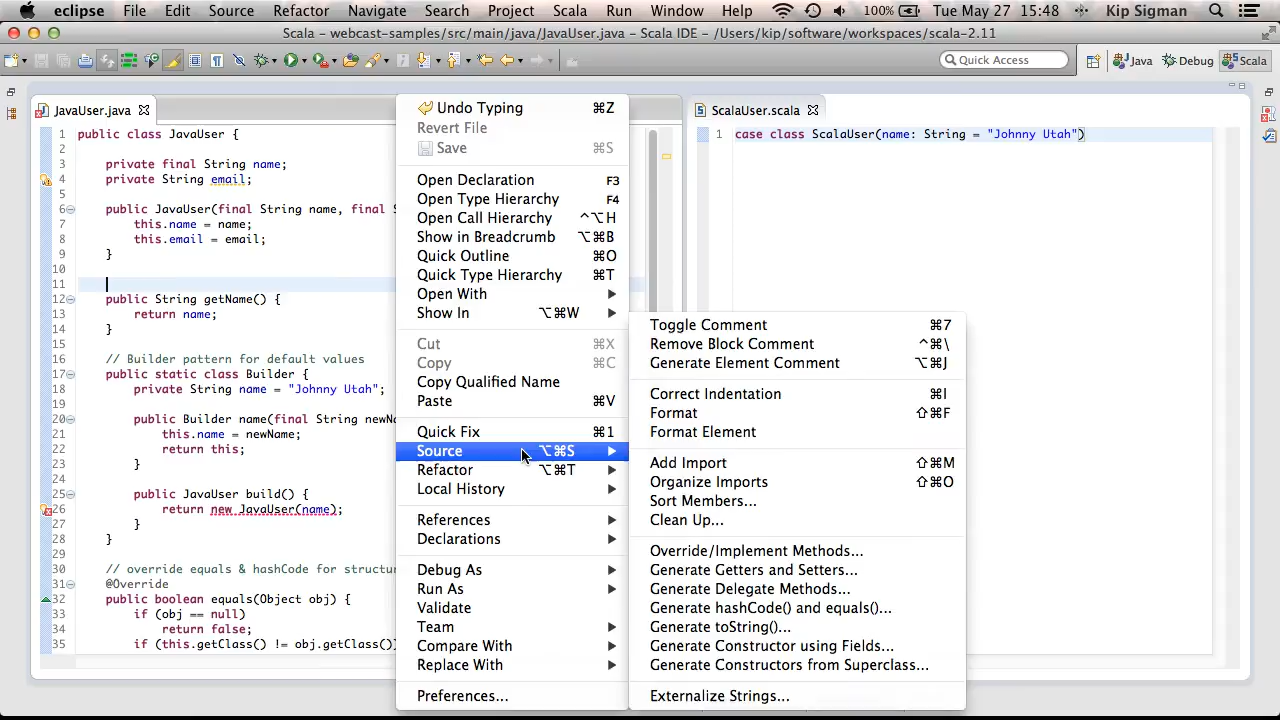 eclipse File Edit Source Refactor Navigate Search Project Scala Run Window Help 100% Tue May 27 15:48 Kip Sigman
Scala – webcast-samples/src/main/java/JavaUser.java – Scala IDE – /Users/kip/software/workspaces/scala-2.11
Quick Access Java Debug Scala
JavaUser.java
1 public class JavaUser {
2
3 private final String name;
4 private String email;
5
6 public JavaUser(final String name, final S
7 this.name = name;
8 this.email = email;
9 }
10
11
12 public String getName() {
13 return name;
14 }
15
16 // Builder pattern for default values
17 public static class Builder {
18 private String name = "Johnny Utah";
19
20 public Builder name(final String newN
21 this.name = newName;
22 return this;
23 }
24
25 public JavaUser build() {
26 return new JavaUser(name);
27 }
28 }
29
30 // override equals & hashCode for structu
31 @Override
32 public boolean equals(Object obj) {
33 if (obj == null)
34 return false;
35 if (this.getClass() != obj.getClass())
Undo Typing ⌘Z
Revert File
Save ⌘S
Open Declaration F3
Open Type Hierarchy F4
Open Call Hierarchy ^⌥H
Show in Breadcrumb ⌥⌘B
Quick Outline ⌘O
Quick Type Hierarchy ⌘T
Open With
Show In ⌥⌘W
Cut ⌘X
Copy ⌘C
Copy Qualified Name
Paste ⌘V
Quick Fix ⌘1
Source ⌥⌘S
Refactor ⌥⌘T
Local History
References
Declarations
Debug As
Run As
Validate
Team
Compare With
Replace With
Preferences...
Toggle Comment ⌘7
Remove Block Comment ^⌘\
Generate Element Comment ⌥⌘J
Correct Indentation ⌘I
Format ⇧⌘F
Format Element
Add Import ⇧⌘M
Organize Imports ⇧⌘O
Sort Members...
Clean Up...
Override/Implement Methods...
Generate Getters and Setters...
Generate Delegate Methods...
Generate hashCode() and equals()...
Generate toString()...
Generate Constructor using Fields...
Generate Constructors from Superclass...
Externalize Strings...
ScalaUser.scala
1 case class ScalaUser(name: String = "Johnny Utah")